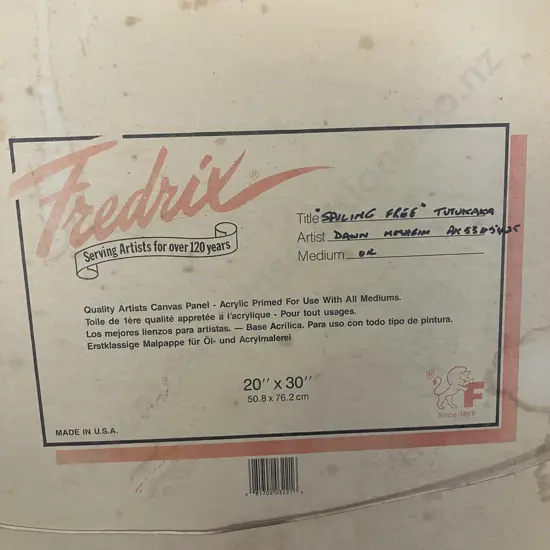 Fredrix®
Serving Artists for over 120 years
Title "SAILING FREE" TUTUKAKA
Artist DAWN
Medium OIL
Quality Artists Canvas Panel - Acrylic Primed For Use With All Mediums.
Toile de 1ère qualité appretée a l'acrylique - Pour tout usages.
Los mejores lienzos para artistas. — Base Acrílica. Para uso con todo tipo de pintura.
Erstklassige Malpappe für Öl- und Acrylmalerei
20" x 30"
50.8 x 76.2 cm
® F
Since 1868
MADE IN U.S.A.